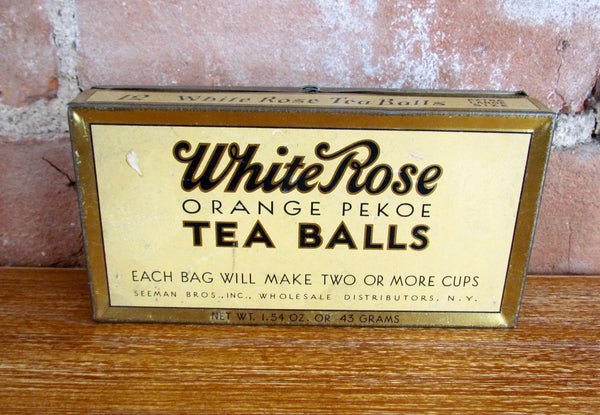 12 White Rose Tea Balls
White Rose
ORANGE PEKOE
TEA BALLS
EACH BAG WILL MAKE TWO OR MORE CUPS
SEEMAN BROS., INC., WHOLESALE DISTRIBUTORS, N.Y.
NET WT. 1.54 OZ. OR 43 GRAMS